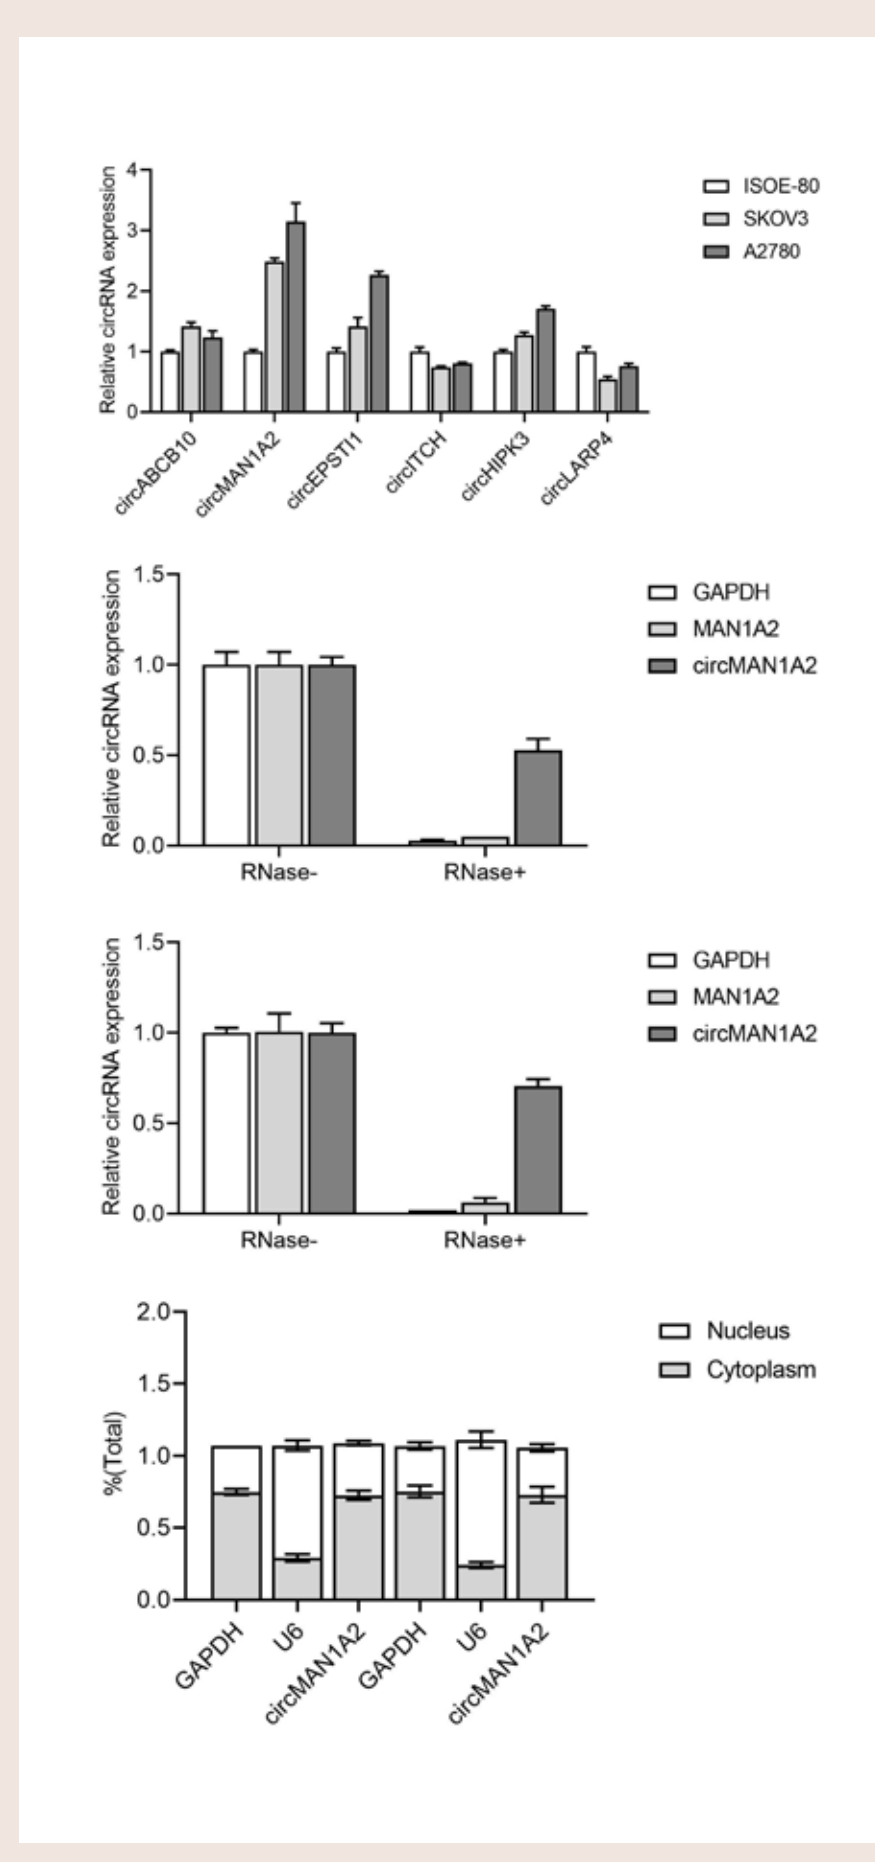 Relative circRNA expression
4
3
2
1
0
circABCB10
circMAN1A2
circEPSTI1
circITCH
circHIPK3
circLARP4
ISOE-80
SKOV3
A2780
Relative circRNA expression
1.5
1.0
0.5
0.0
RNase-
RNase+
GAPDH
MAN1A2
circMAN1A2
Relative circRNA expression
1.5
1.0
0.5
0.0
RNase-
RNase+
GAPDH
MAN1A2
circMAN1A2
%(Total)
2.0
1.5
1.0
0.5
0.0
GAPDH
U6
circMAN1A2
GAPDH
U6
circMAN1A2
Nucleus
Cytoplasm